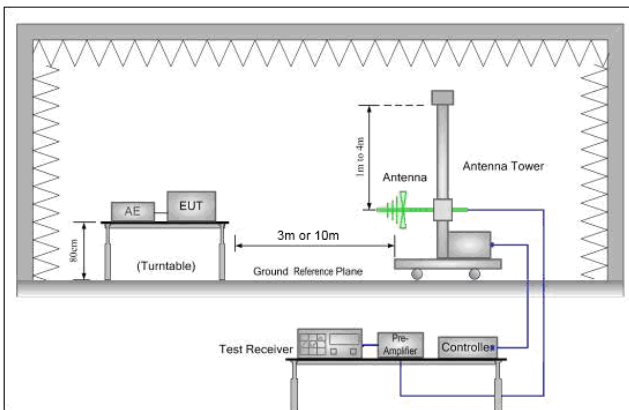 1m to 4m
Antenna
Antenna Tower
AE
EUT
80cm
(Turntable)
3m or 10m
Ground Reference Plane
Test Receiver
Pre-
Amplifier
Controller